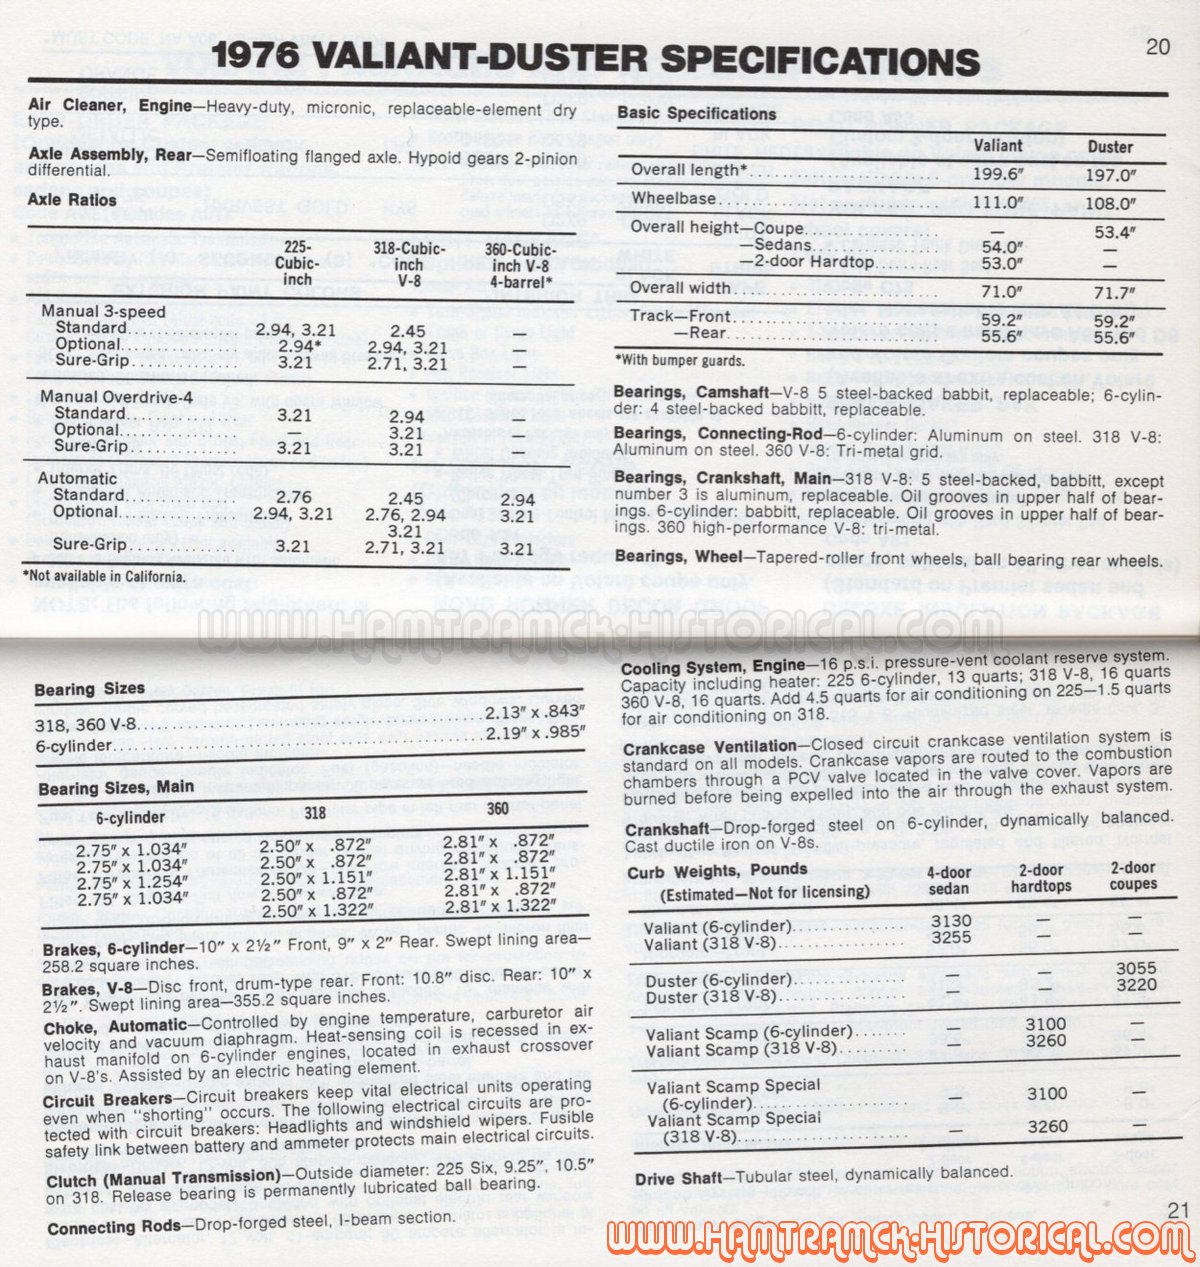 1976 VALIANT-DUSTER SPECIFICATIONS
20
Air Cleaner, Engine—Heavy-duty, micronic, replaceable-element dry
type.
Axle Assembly, Rear—Semifloating flanged axle. Hypoid gears 2-pinion
differential.
Axle Ratios
225-Cubic-inch 318-Cubic-inch V-8 360-Cubic-inch V-8 4-barrel*
Manual 3-speed
Standard. 2.94, 3.21 2.45
Optional. 2.94* 2.94, 3.21
Sure-Grip 3.21 2.71, 3.21
Manual Overdrive-4
Standard. 3.21 2.94
Optional. — 3.21
Sure-Grip. 3.21 3.21
Automatic
Standard. 2.76 2.45 2.94
Optional. 2.94, 3.21 2.76, 2.94 3.21
3.21
Sure-Grip. 3.21 2.71, 3.21 3.21
*Not available in California.
Basic Specifications
Valiant Duster
Overall length*. 199.6″ 197.0″
Wheelbase. 111.0″ 108.0″
Overall height—Coupe. — 53.4″
—Sedans. 54.0″ —
—2-door Hardtop 53.0″ —
Overall width 71.0″ 71.7″
Track—Front. 59.2″ 59.2″
—Rear. 55.6″ 55.6″
*With bumper guards.
Bearings, Camshaft—V-8 5 steel-backed babbit, replaceable; 6-cylin-
der: 4 steel-backed babbitt, replaceable.
Bearings, Connecting-Rod—6-cylinder: Aluminum on steel. 318 V-8:
Aluminum on steel. 360 V-8: Tri-metal grid.
Bearings, Crankshaft, Main—318 V-8: 5 steel-backed, babbitt, except
number 3 is aluminum, replaceable. Oil grooves in upper half of bear-
ings. 6-cylinder: babbitt, replaceable. Oil grooves in upper half of bear-
ings. 360 high-performance V-8: tri-metal.
Bearings, Wheel—Tapered-roller front wheels, ball bearing rear wheels.
www.HAMTRAMCK-HISTORICAL.COM
Bearing Sizes
318, 360 V-8. 2.13″ x .843″
6-cylinder. 2.19″ x .985″
Bearing Sizes, Main
6-cylinder 318 360
2.75″ x 1.034″ 2.50″ x .872″ 2.81″ x .872″
2.75″ x 1.034″ 2.50″ x .872″ 2.81″ x .872″
2.75″ x 1.254″ 2.50″ x 1.151″ 2.81″ x 1.151″
2.75″ x 1.034″ 2.50″ x .872″ 2.81″ x .872″
2.50″ x 1.322″ 2.81″ x 1.322″
Brakes, 6-cylinder—10″ x 2½″ Front, 9″ x 2″ Rear. Swept lining area—
258.2 square inches.
Brakes, V-8—Disc front, drum-type rear. Front: 10.8″ disc. Rear: 10″ x
2½″. Swept lining area—355.2 square inches.
Choke, Automatic—Controlled by engine temperature, carburetor air
velocity and vacuum diaphragm. Heat-sensing coil is recessed in ex-
haust manifold on 6-cylinder engines, located in exhaust crossover
on V-8's. Assisted by an electric heating element.
Circuit Breakers—Circuit breakers keep vital electrical units operating
even when "shorting" occurs. The following electrical circuits are pro-
tected with circuit breakers: Headlights and windshield wipers. Fusible
safety link between battery and ammeter protects main electrical circuits.
Clutch (Manual Transmission)—Outside diameter: 225 Six, 9.25″, 10.5″
on 318. Release bearing is permanently lubricated ball bearing.
Connecting Rods—Drop-forged steel, I-beam section.
Cooling System, Engine—16 p.s.i. pressure-vent coolant reserve system.
Capacity including heater: 225 6-cylinder, 13 quarts; 318 V-8, 16 quarts
360 V-8, 16 quarts. Add 4.5 quarts for air conditioning on 225—1.5 quarts
for air conditioning on 318.
Crankcase Ventilation—Closed circuit crankcase ventilation system is
standard on all models. Crankcase vapors are routed to the combustion
chambers through a PCV valve located in the valve cover. Vapors are
burned before being expelled into the air through the exhaust system.
Crankshaft—Drop-forged steel on 6-cylinder, dynamically balanced.
Cast ductile iron on V-8s.
Curb Weights, Pounds
(Estimated—Not for licensing) 4-door sedan 2-door hardtops 2-door coupes
Valiant (6-cylinder). 3130 — —
Valiant (318 V-8). 3255 — —
Duster (6-cylinder). — — 3055
Duster (318 V-8). — — 3220
Valiant Scamp (6-cylinder). — 3100 —
Valiant Scamp (318 V-8). — 3260 —
Valiant Scamp Special
(6-cylinder). — 3100 —
Valiant Scamp Special
(318 V-8). — 3260 —
Drive Shaft—Tubular steel, dynamically balanced.
21
www.HAMTRAMCK-HISTORICAL.COM